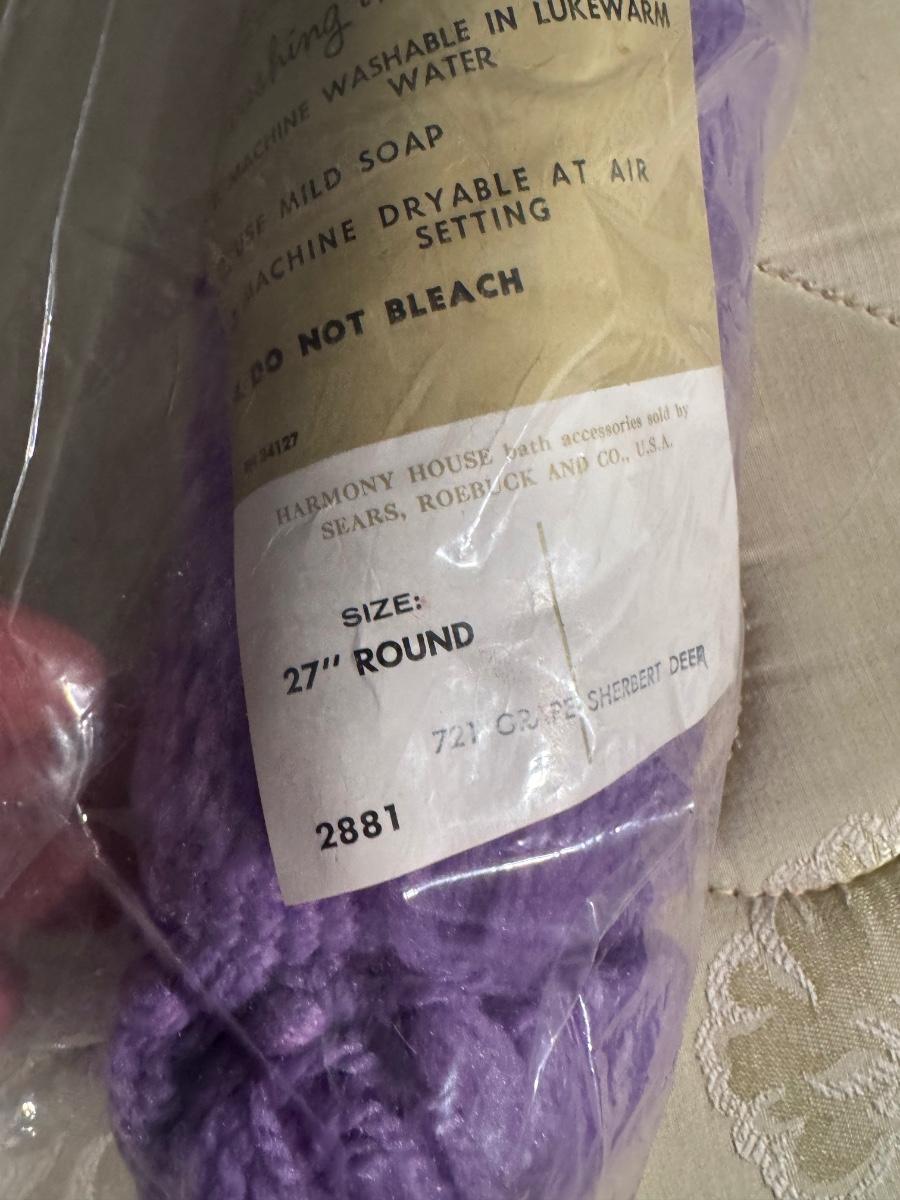 MACHINE WASHABLE IN LUKEWARM
WATER
USE MILD SOAP
MACHINE DRYABLE AT AIR
SETTING
DO NOT BLEACH
34127
HARMONY HOUSE bath accessories sold by
SEARS, ROEBUCK AND CO., U.S.A.
SIZE:
27" ROUND
721 GRAPE SHERBERT DEER
2881